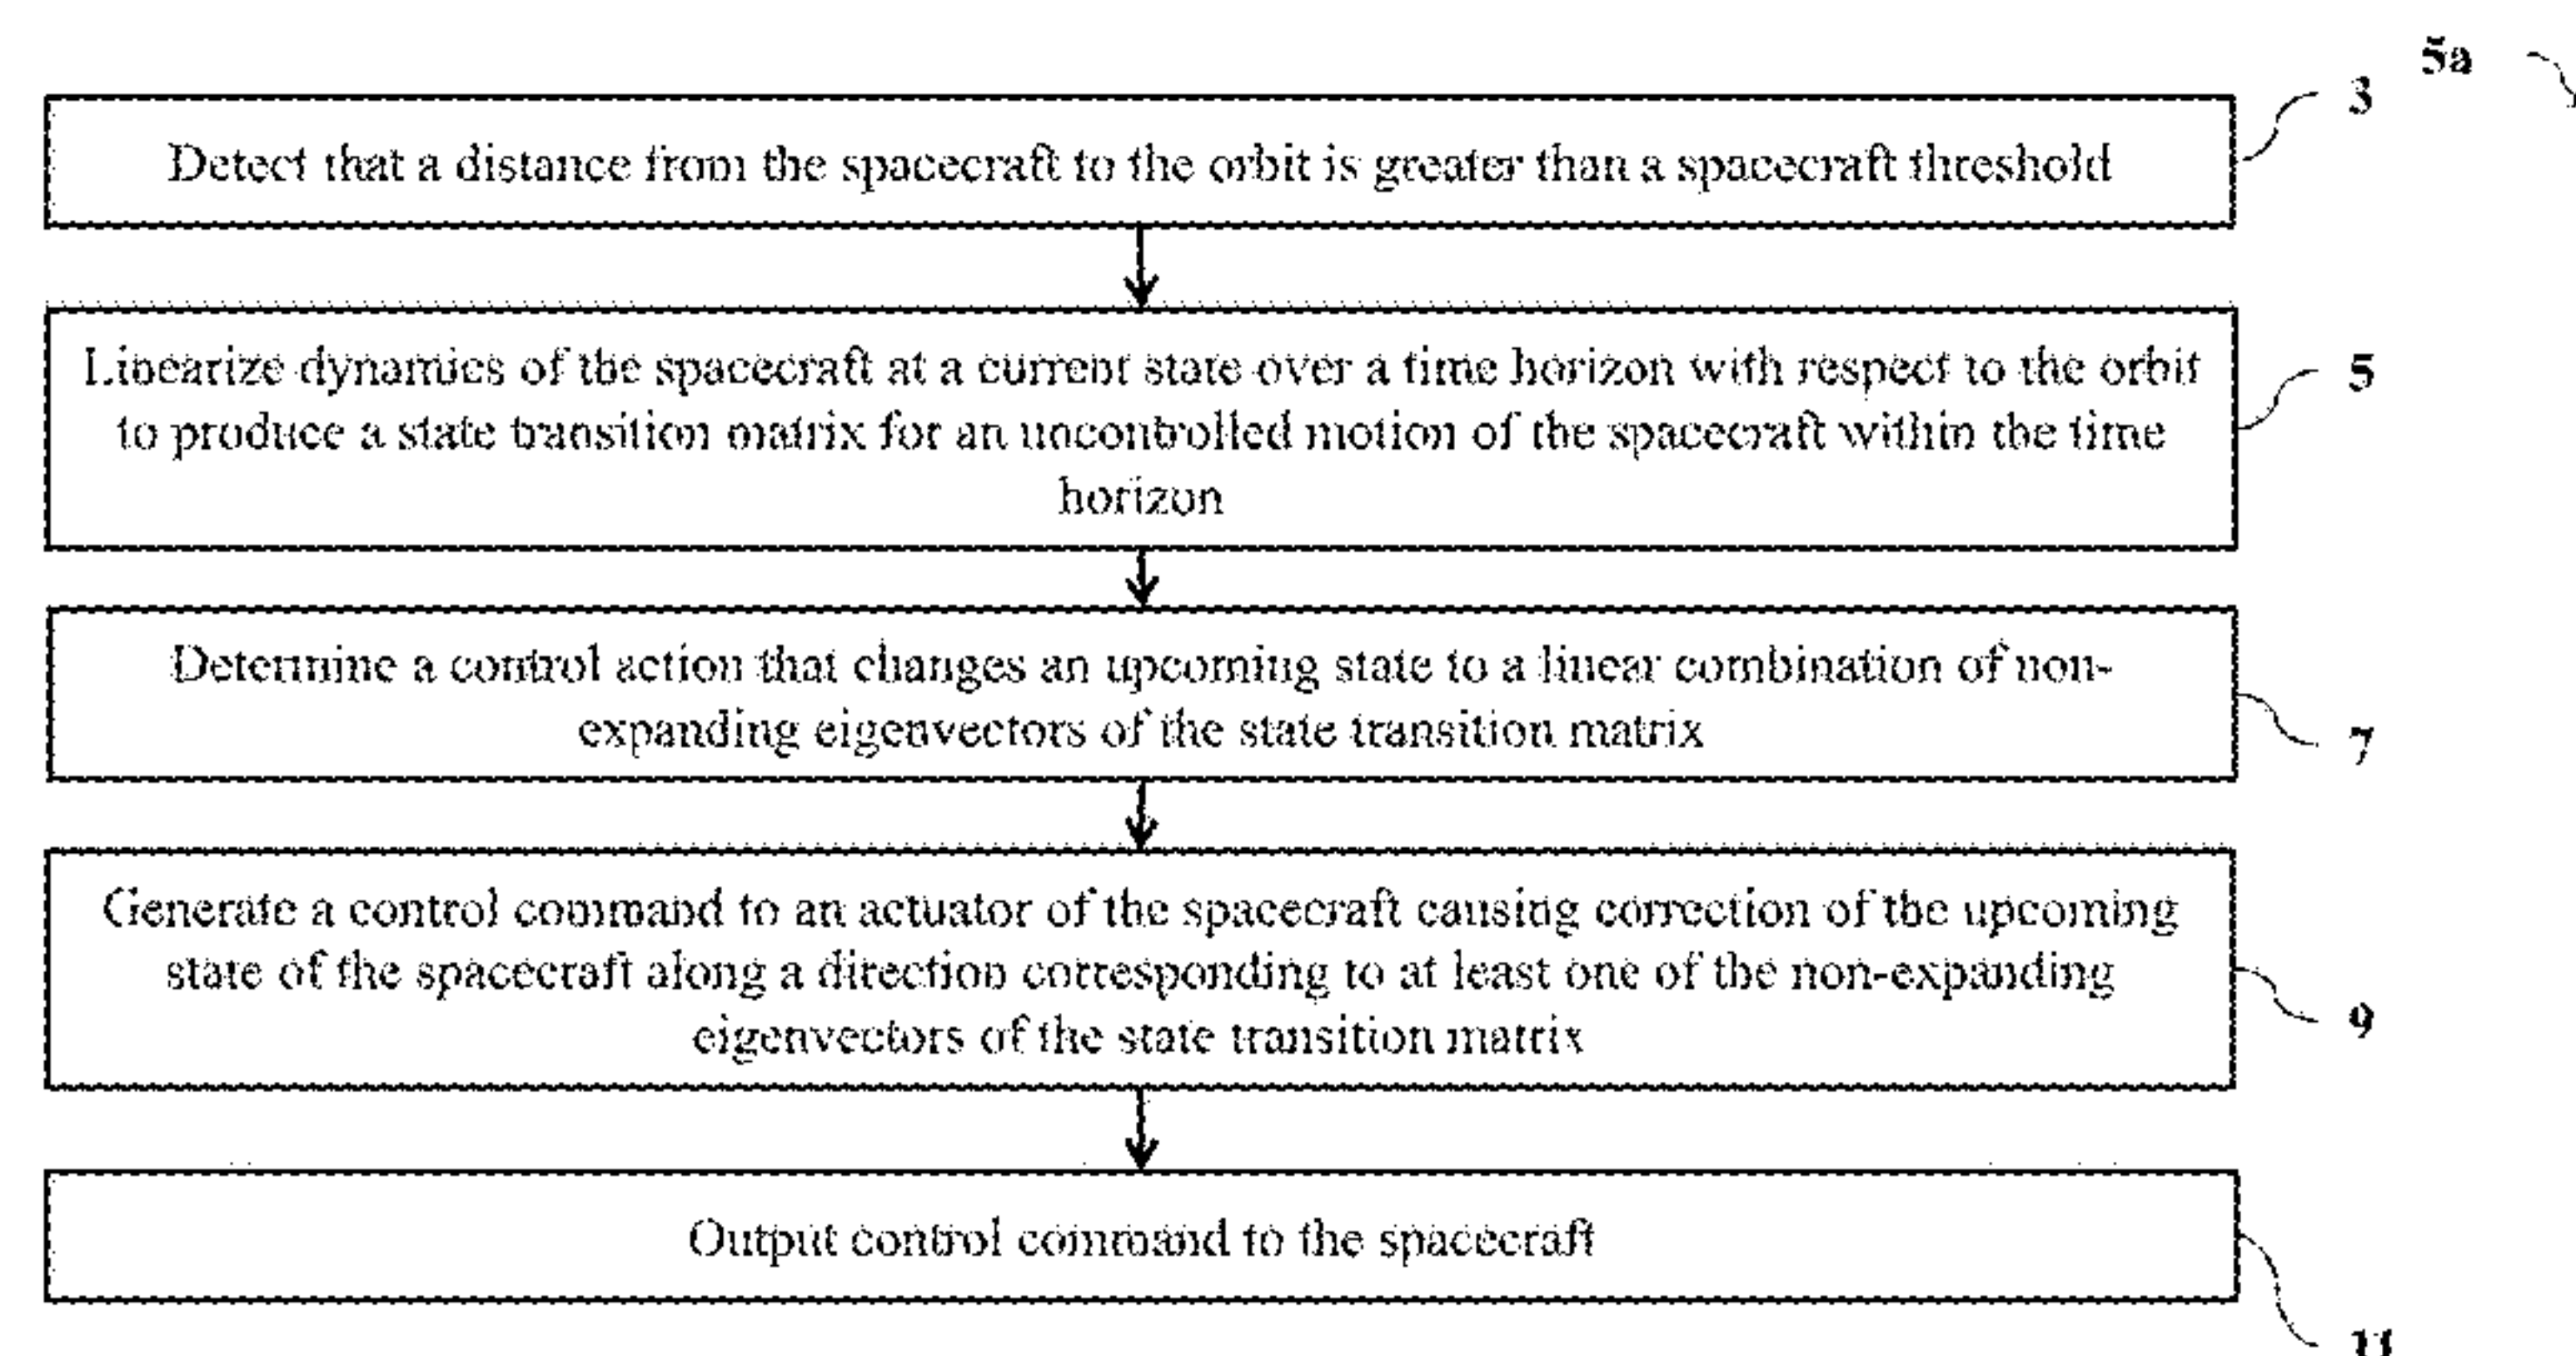 5a
3
Detect that a distance from the spacecraft to the orbit is greater than a spacecraft threshold
Linearize dynamics of the spacecraft at a current state over a time horizon with respect to the orbit
5
to produce a state transition matrix for an uncontrolled motion of the spacecraft within the time
horizon
Determine a control action that changes an upcoming state to a linear combination of non-
expanding eigenvectors of the state transition matrix
7
Generate a control command to an actuator of the spacecraft causing correction of the upcoming
state of the spacecraft along a direction corresponding to at least one of the non-expanding
9
eigenvectors of the state transition matrix
Output control command to the spacecraft
11